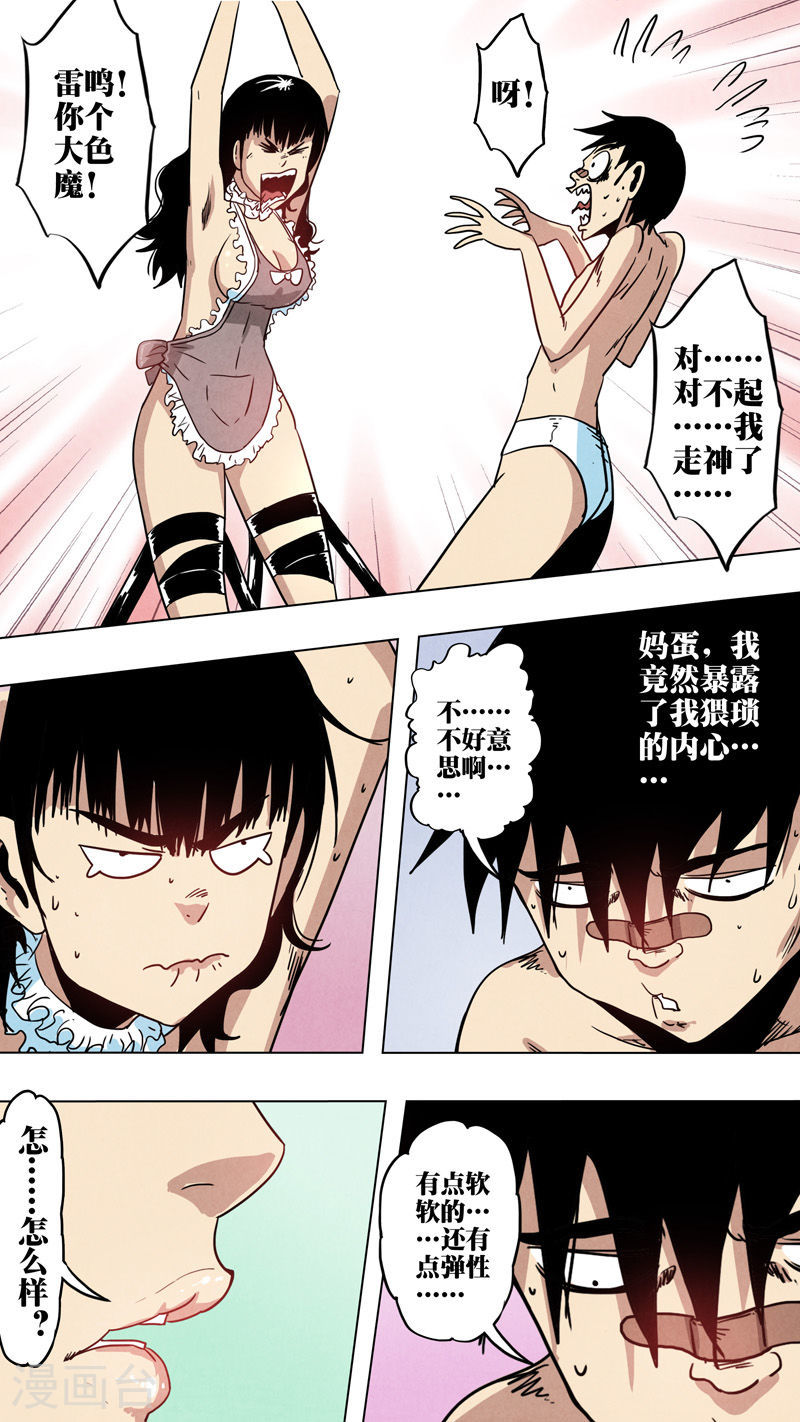 雷鸣！
你个
大色
魔！
呀！
对……
对不起
……我
走神了
……
不……
不好意
思啊…
…
妈蛋，我
竟然暴露
了我猥琐
的内心…
…
怎……怎么样？
有点软
软的…
…还有
点弹性
……
漫画台